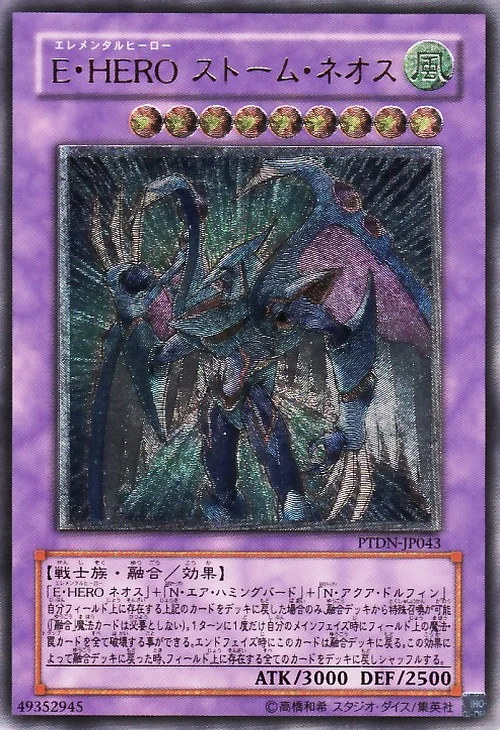 エレメンタルヒーロー
E・HERO ストーム・ネオス
風
PTDN-JP043
【戦士族・融合／効果】
「E・HERO ネオス」＋「N・エア・ハミングバード」＋「N・アクア・ドルフィン」
自分フィールド上に存在する上記のカードをデッキに戻した場合のみ、融合デッキから特殊召喚が可能
（「融合」魔法カードは必要としない）。1ターンに1度だけ自分のメインフェイズ時にフィールド上の魔法・
罠カードを全て破壊する事ができる。エンドフェイズ時にこのカードは融合デッキに戻る。この効果に
よって融合デッキに戻った時、フィールド上に存在する全てのカードをデッキに戻しシャッフルする。
ATK/3000 DEF/2500
49352945
©高橋和希 スタジオ・ダイス/集英社